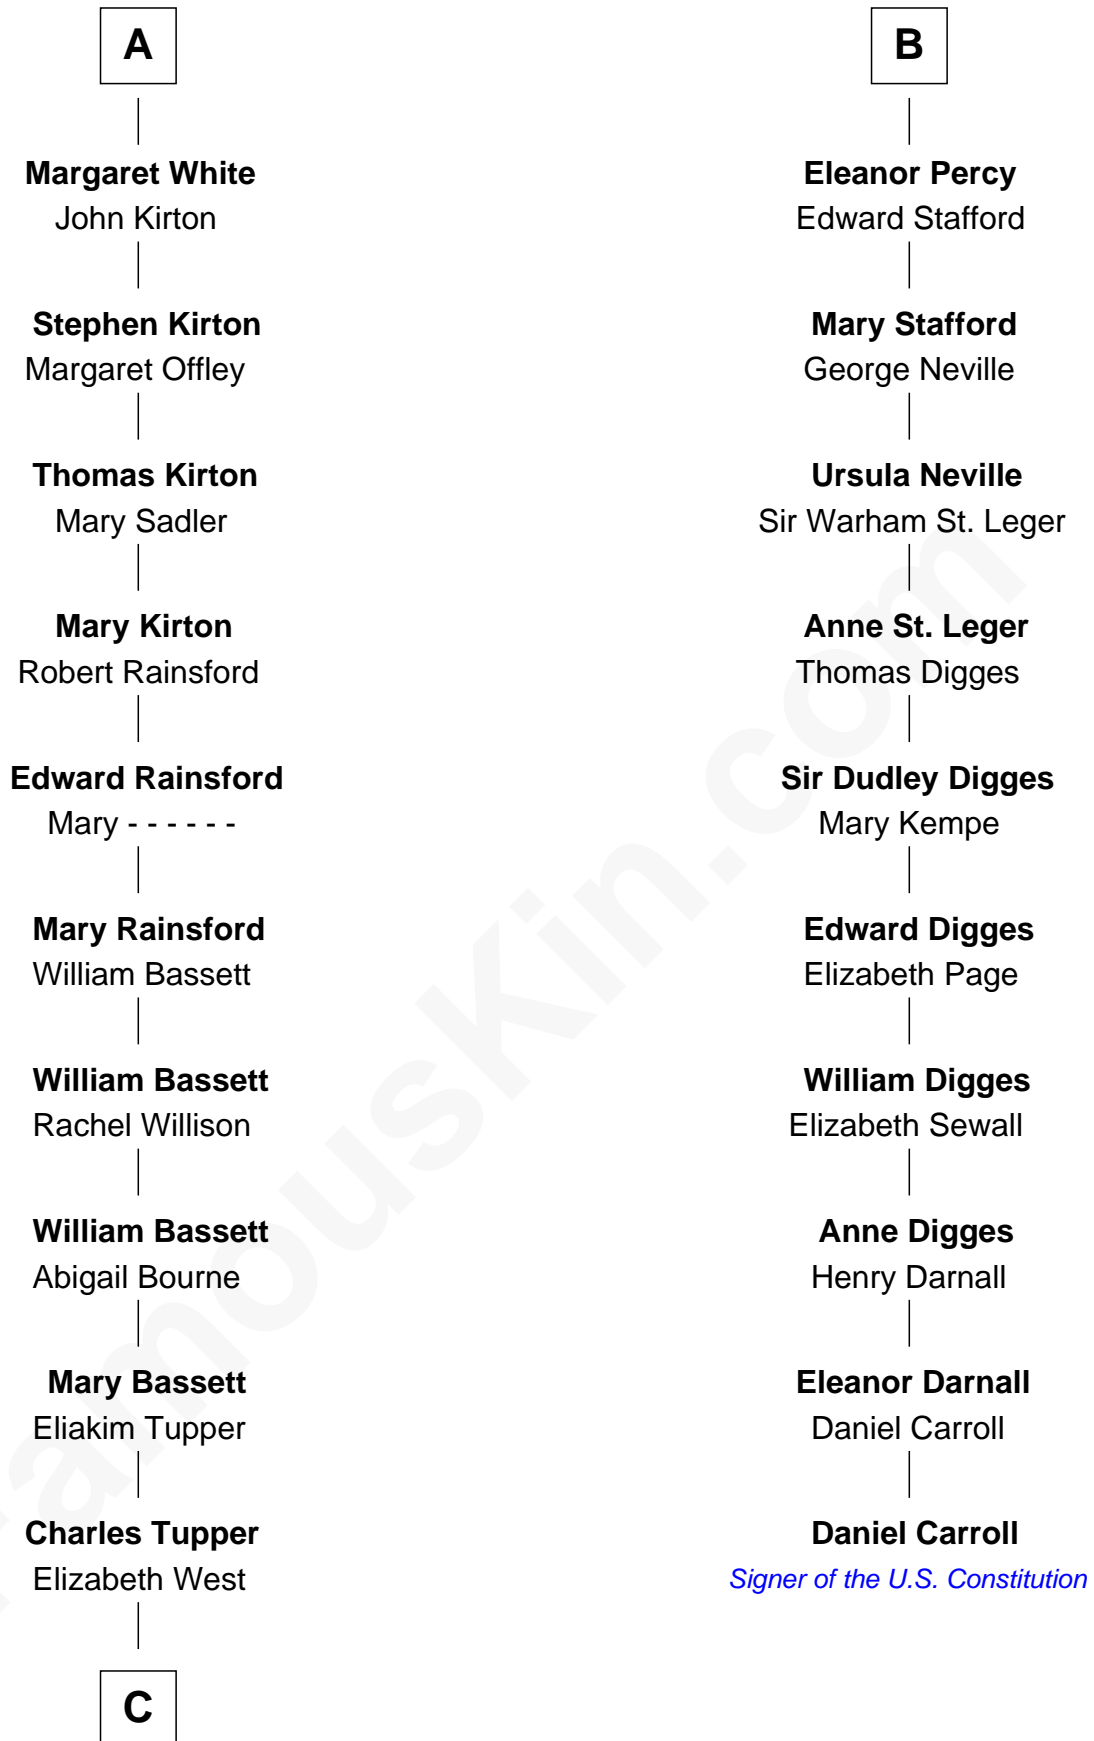 A
Margaret White
John Kirton
Stephen Kirton
Margaret Offley
Thomas Kirton
Mary Sadler
Mary Kirton
Robert Rainsford
Edward Rainsford
Mary - - - - - -
Mary Rainsford
William Bassett
William Bassett
Rachel Willison
William Bassett
Abigail Bourne
Mary Bassett
Eliakim Tupper
Charles Tupper
Elizabeth West
C
B
Eleanor Percy
Edward Stafford
Mary Stafford
George Neville
Ursula Neville
Sir Warham St. Leger
Anne St. Leger
Thomas Digges
Sir Dudley Digges
Mary Kempe
Edward Digges
Elizabeth Page
William Digges
Elizabeth Sewall
Anne Digges
Henry Darnall
Eleanor Darnall
Daniel Carroll
Daniel Carroll
Signer of the U.S. Constitution
FamousKin.com